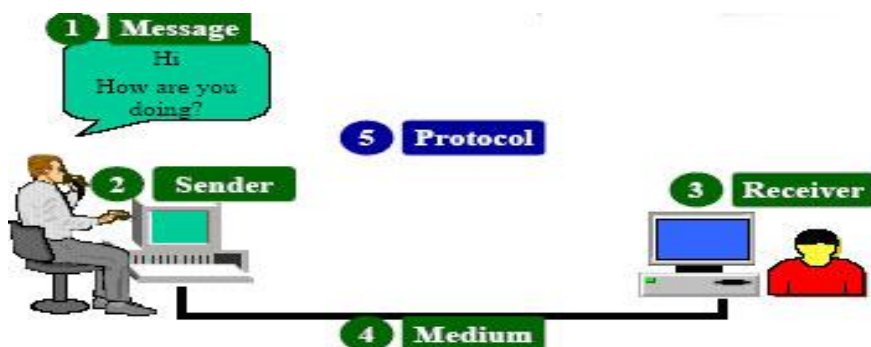 1 Message
Hi
How are you
doing?
5 Protocol
2 Sender
3 Receiver
4 Medium